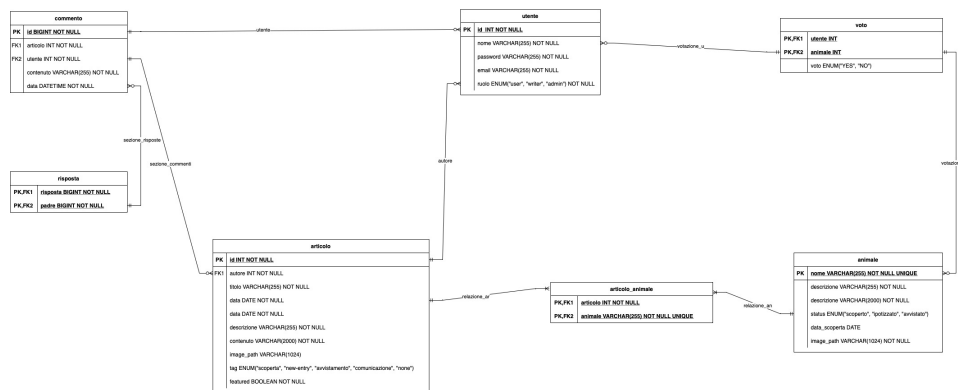 commento
PK id BIGINT NOT NULL
FK1 articolo INT NOT NULL
FK2 utente INT NOT NULL
contenuto VARCHAR(255) NOT NULL
data DATETIME NOT NULL
utente
utente
PK id INT NOT NULL
nome VARCHAR(255) NOT NULL
password VARCHAR(255) NOT NULL
email VARCHAR(255) NOT NULL
ruolo ENUM("user", "writer", "admin") NOT NULL
votazione_u
voto
PK,FK1 utente INT
PK,FK2 animale INT
voto ENUM("YES", "NO")
sezione_risposte
sezione_commenti
autore
votazion
risposta
PK,FK1 risposta BIGINT NOT NULL
PK,FK2 padre BIGINT NOT NULL
articolo
PK id INT NOT NULL
FK1 autore INT NOT NULL
titolo VARCHAR(255) NOT NULL
data DATE NOT NULL
data DATE NOT NULL
descrizione VARCHAR(255) NOT NULL
contenuto VARCHAR(2000) NOT NULL
image_path VARCHAR(1024)
tag ENUM("scoperta", "new-entry", "avvistamento", "comunicazione", "none")
featured BOOLEAN NOT NULL
relazione_ar
articolo_animale
PK,FK1 articolo INT NOT NULL
PK,FK2 animale VARCHAR(255) NOT NULL UNIQUE
relazione_an
animale
PK nome VARCHAR(255) NOT NULL UNIQUE
descrizione VARCHAR(255) NOT NULL
descrizione VARCHAR(2000) NOT NULL
status ENUM("scoperto", "ipotizzato", "avvistato")
data_scoperta DATE
image_path VARCHAR(1024) NOT NULL